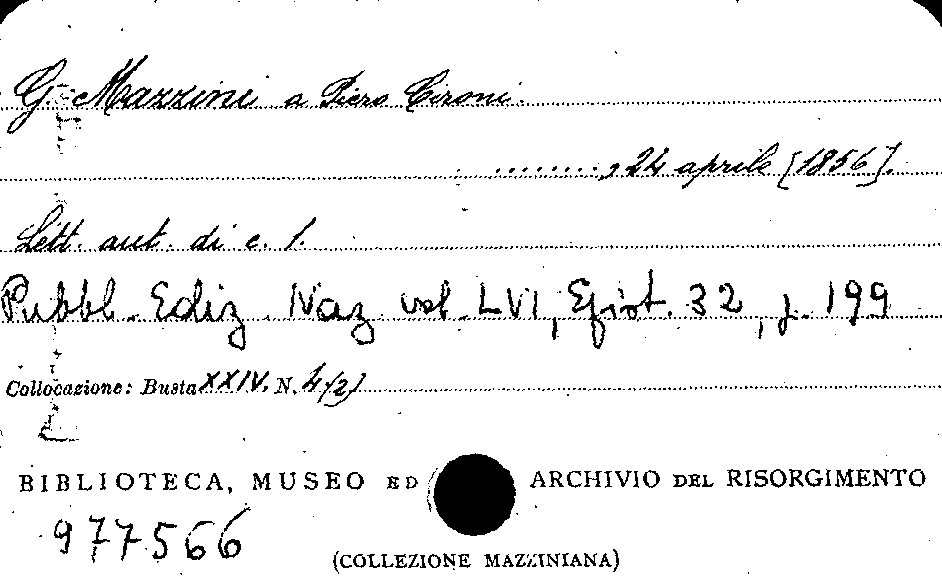 G. Mazzini a Piero Cironi.
........, 24 aprile [1856].
Lett. aut. di c. 1.
Pubbl. Ediz. Naz vol. LVI, Epist. 32, p. 199
Collocazione: Busta XXIV. N. 4/2)
BIBLIOTECA, MUSEO ED ARCHIVIO DEL RISORGIMENTO
977566
(COLLEZIONE MAZZINIANA)